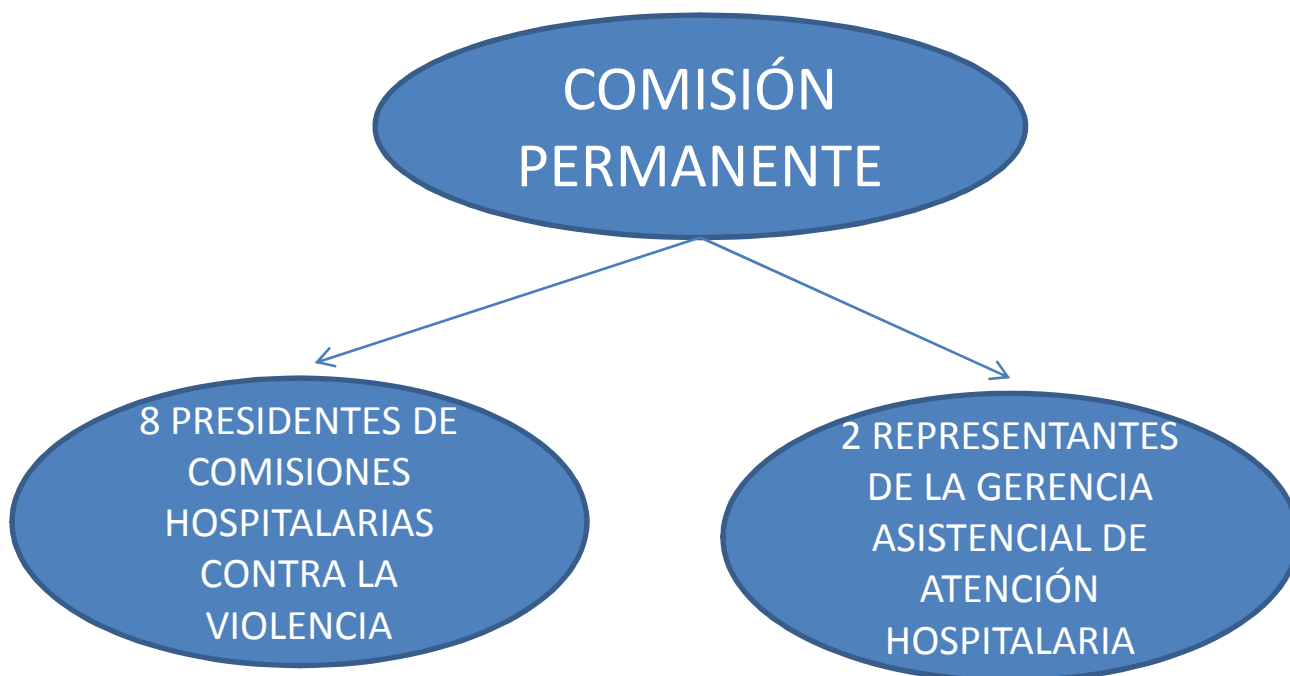 COMISIÓN
PERMANENTE
8 PRESIDENTES DE
COMISIONES
HOSPITALARIAS
CONTRA LA
VIOLENCIA
2 REPRESENTANTES
DE LA GERENCIA
ASISTENCIAL DE
ATENCIÓN
HOSPITALARIA